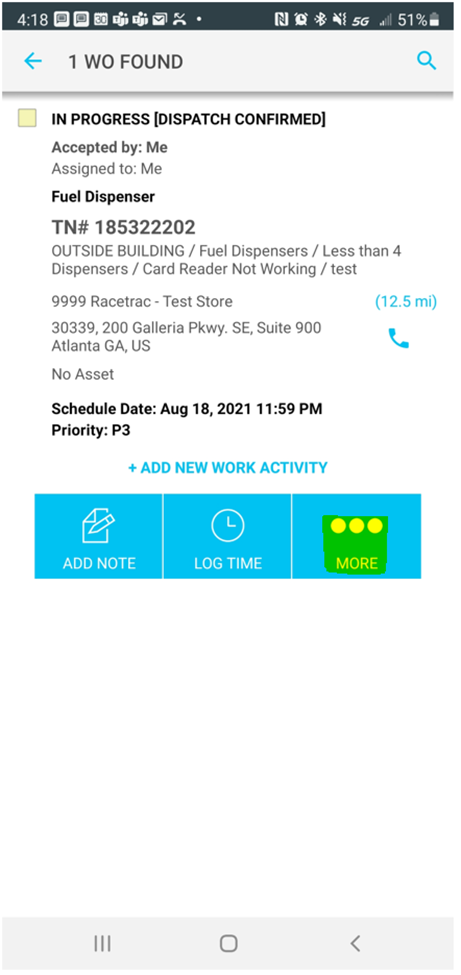 4:18 30 5G 51%
1 WO FOUND
IN PROGRESS [DISPATCH CONFIRMED]
Accepted by: Me
Assigned to: Me
Fuel Dispenser
TN# 185322202
OUTSIDE BUILDING / Fuel Dispensers / Less than 4
Dispensers / Card Reader Not Working / test
9999 Racetrac - Test Store (12.5 mi)
30339, 200 Galleria Pkwy. SE, Suite 900
Atlanta GA, US
No Asset
Schedule Date: Aug 18, 2021 11:59 PM
Priority: P3
+ ADD NEW WORK ACTIVITY
ADD NOTE LOG TIME MORE